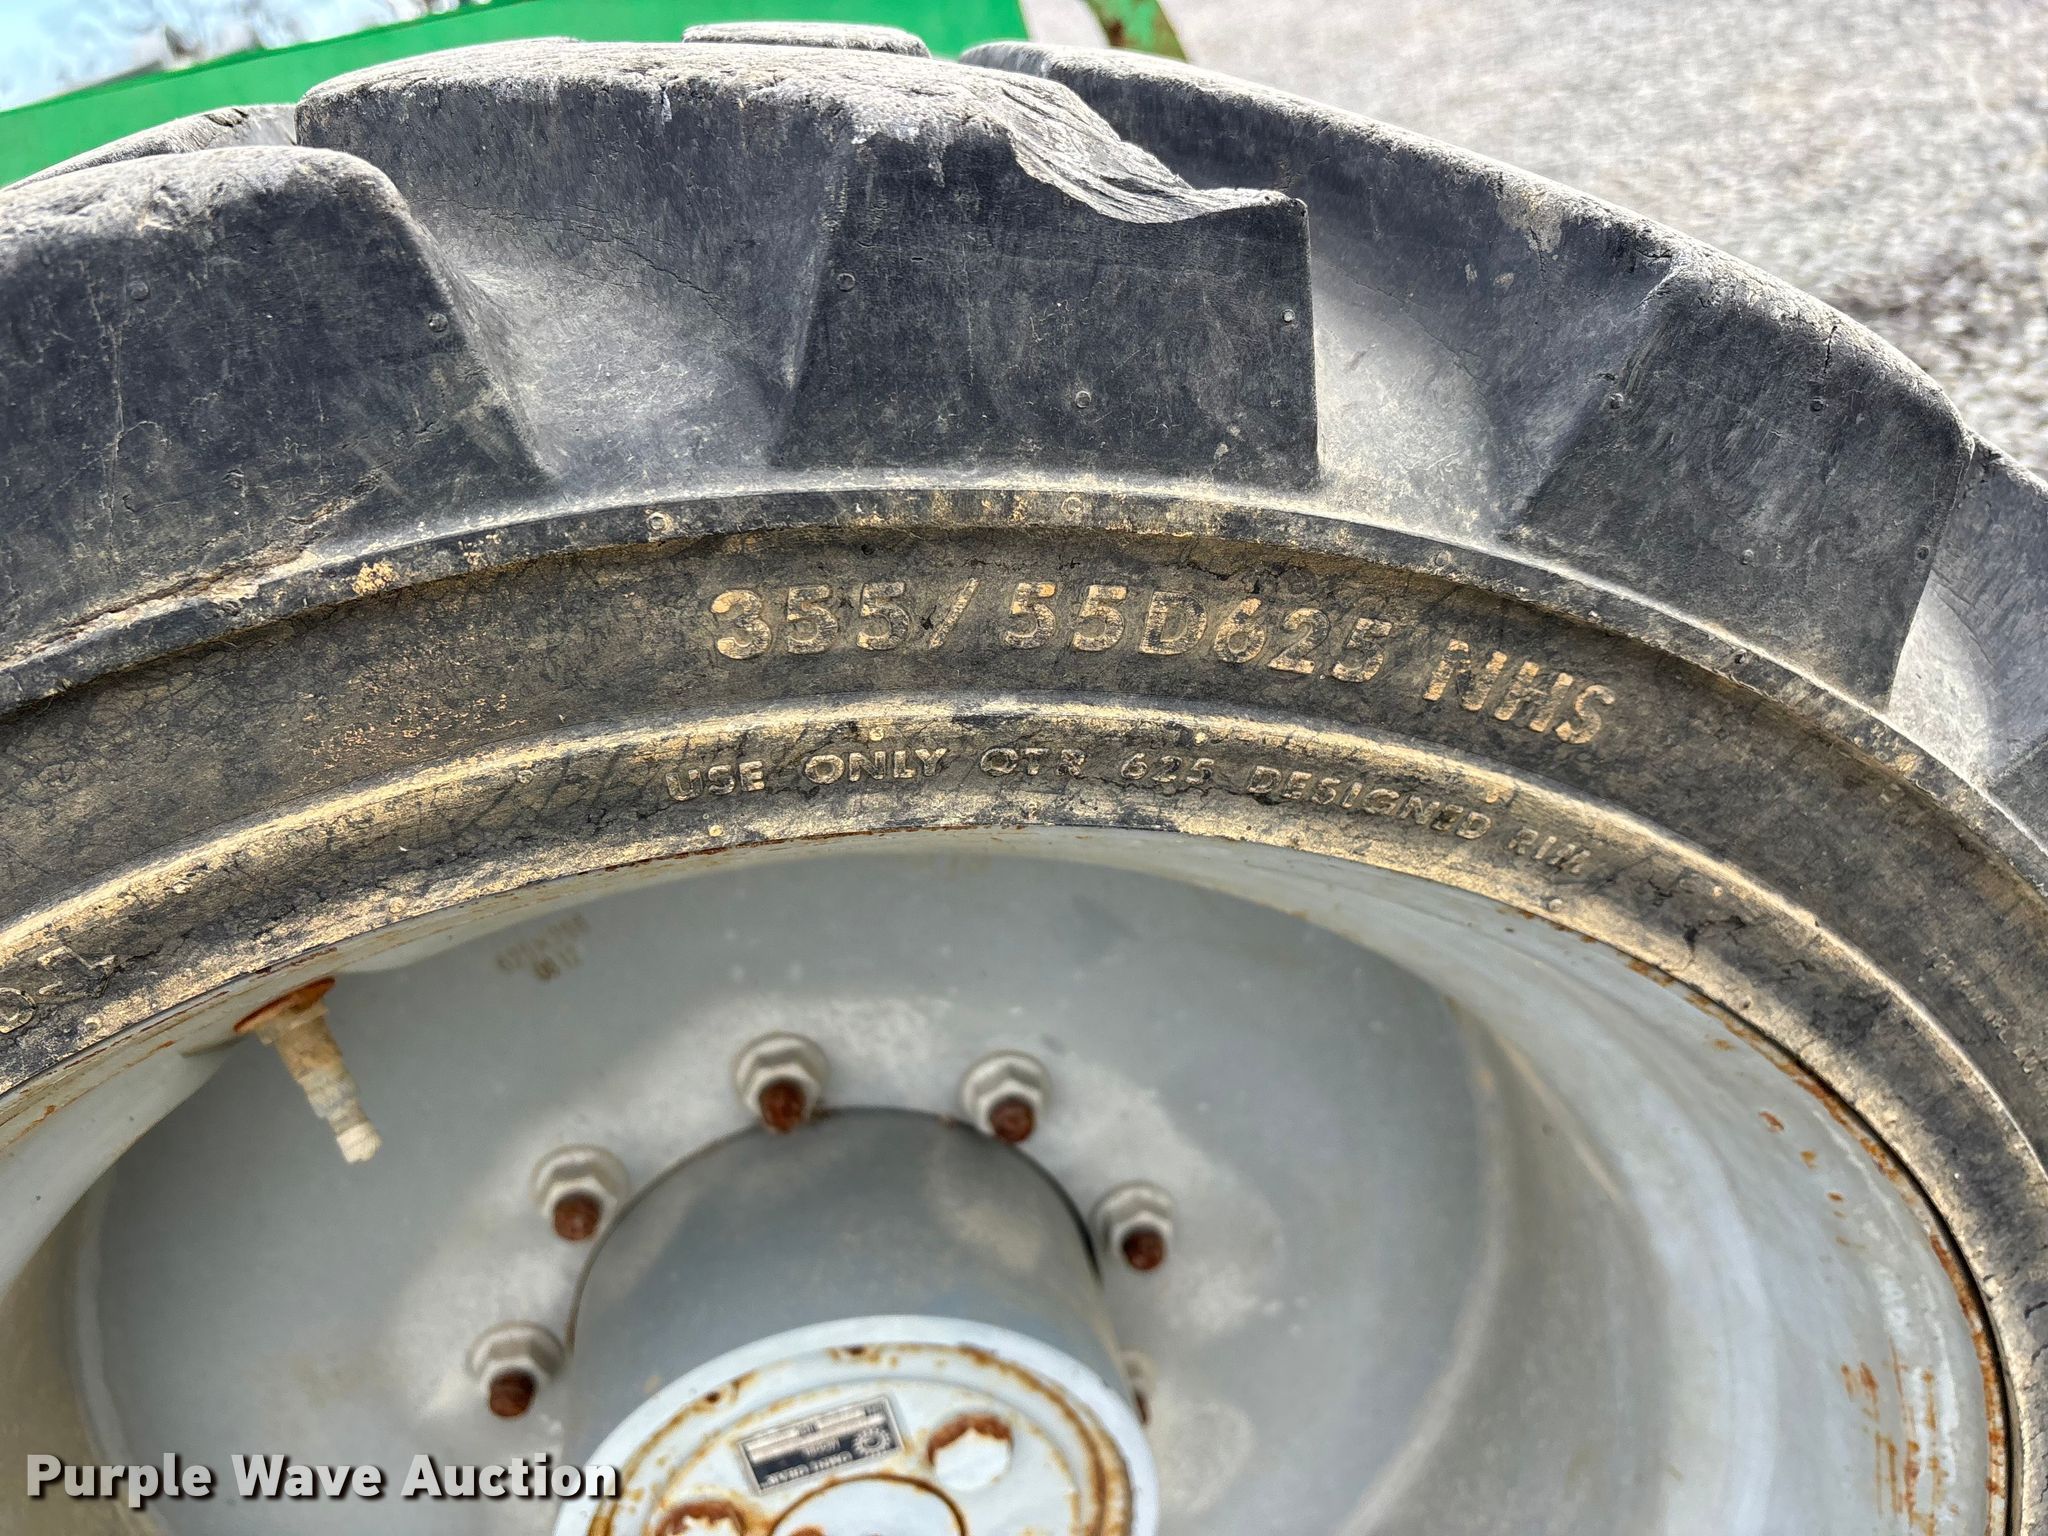 355/55D625 NHS
USE ONLY OTR 625 DESIGNED RIM
Purple Wave Auction